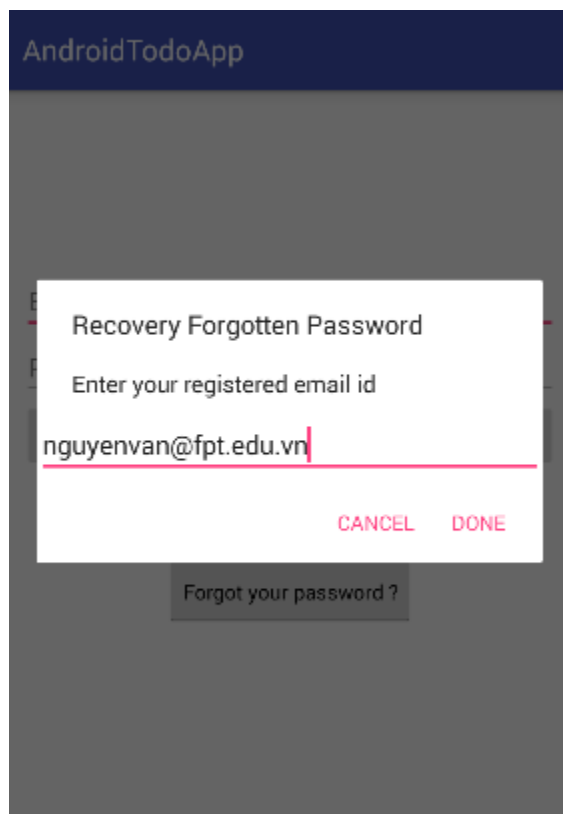 AndroidTodoApp
E
Recovery Forgotten Password
P
Enter your registered email id
nguyenvan@fpt.edu.vn
CANCEL DONE
Forgot your password ?